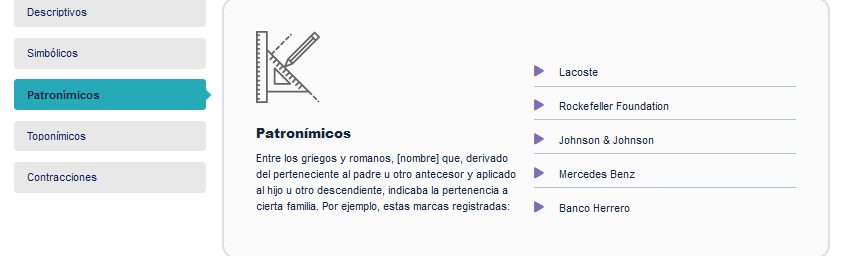 Descriptivos
Simbólicos
Patronímicos
Toponímicos
Contracciones
Patronímicos
Entre los griegos y romanos, [nombre] que, derivado
del perteneciente al padre u otro antecesor y aplicado
al hijo u otro descendiente, indicaba la pertenencia a
cierta familia. Por ejemplo, estas marcas registradas:
Lacoste
Rockefeller Foundation
Johnson & Johnson
Mercedes Benz
Banco Herrero